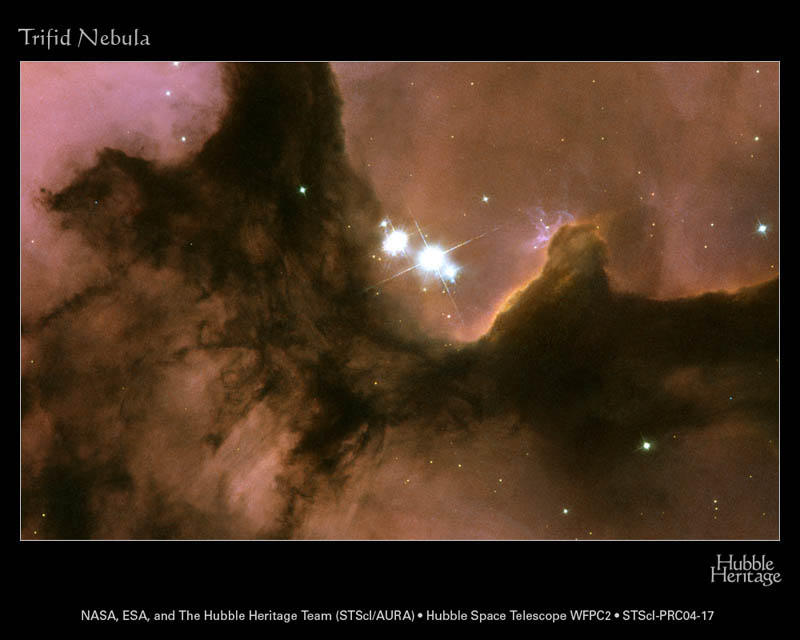 Trifid Nebula
Hubble
Heritage
NASA, ESA, and The Hubble Heritage Team (STScI/AURA) • Hubble Space Telescope WFPC2 • STScI-PRC04-17